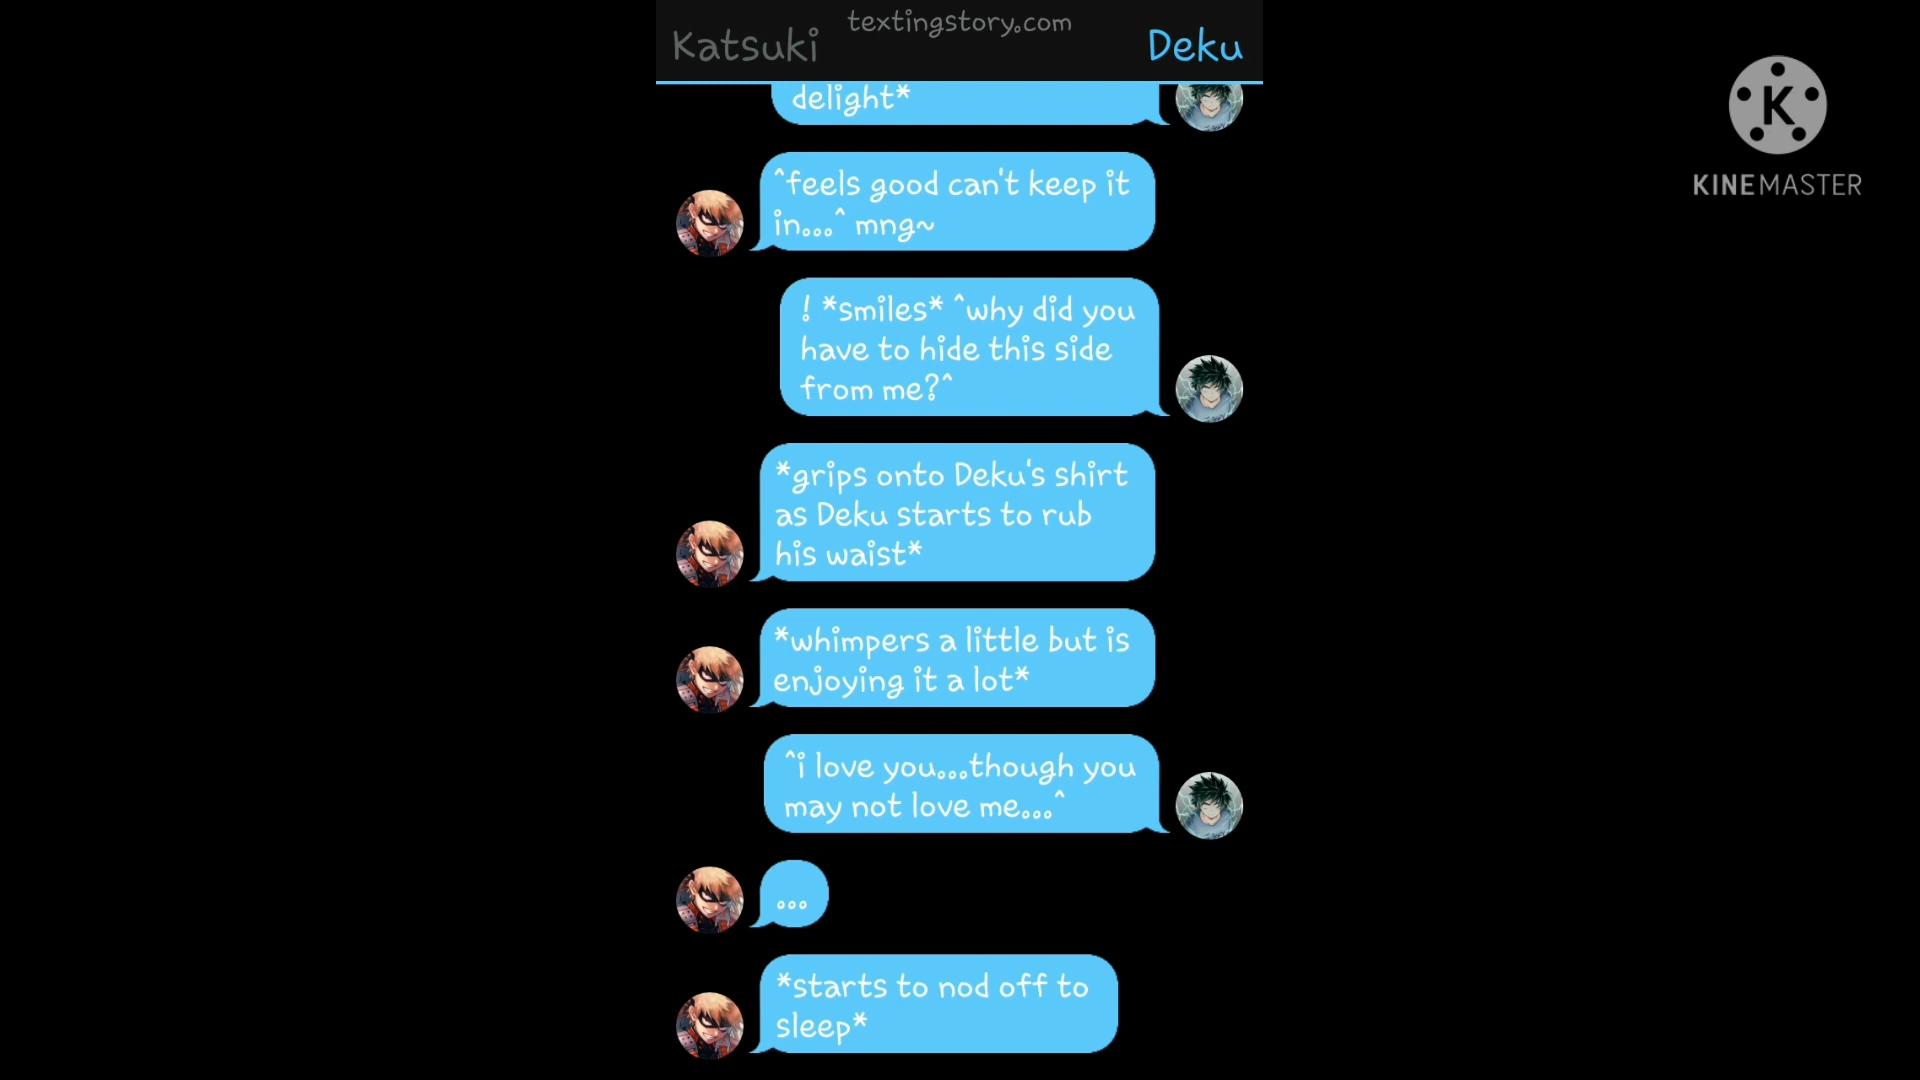 textingstory.com
Katsuki
Deku
delight*
^feels good can't keep it
in...^ mng~
! *smiles* ^why did you
have to hide this side
from me?^
*grips onto Deku's shirt
as Deku starts to rub
his waist*
*whimpers a little but is
enjoying it a lot*
^i love you...though you
may not love me...^
...
*starts to nod off to
sleep*
K
KINEMASTER